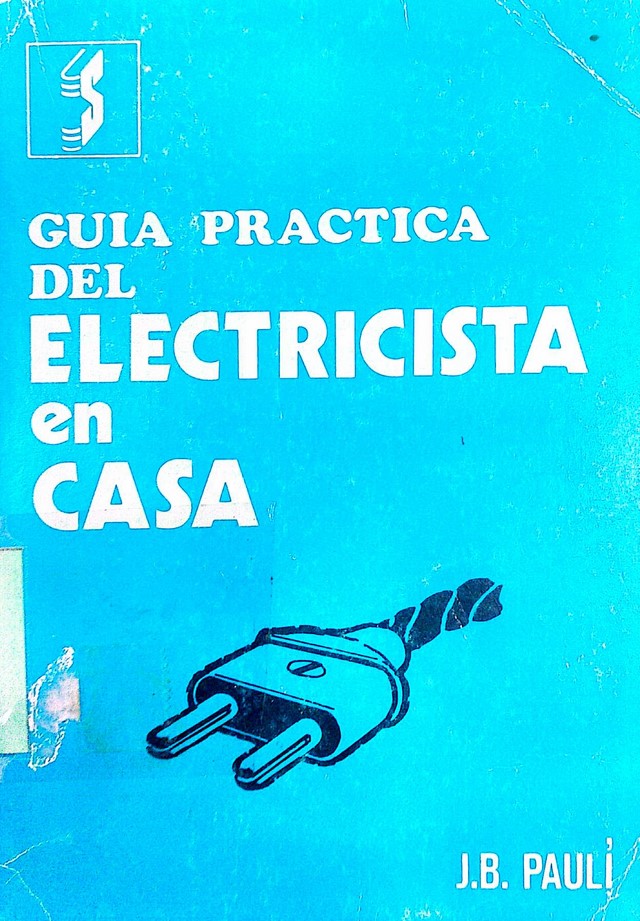 GUIA PRACTICA
DEL
ELECTRICISTA
en
CASA
J.B. PAULÍ